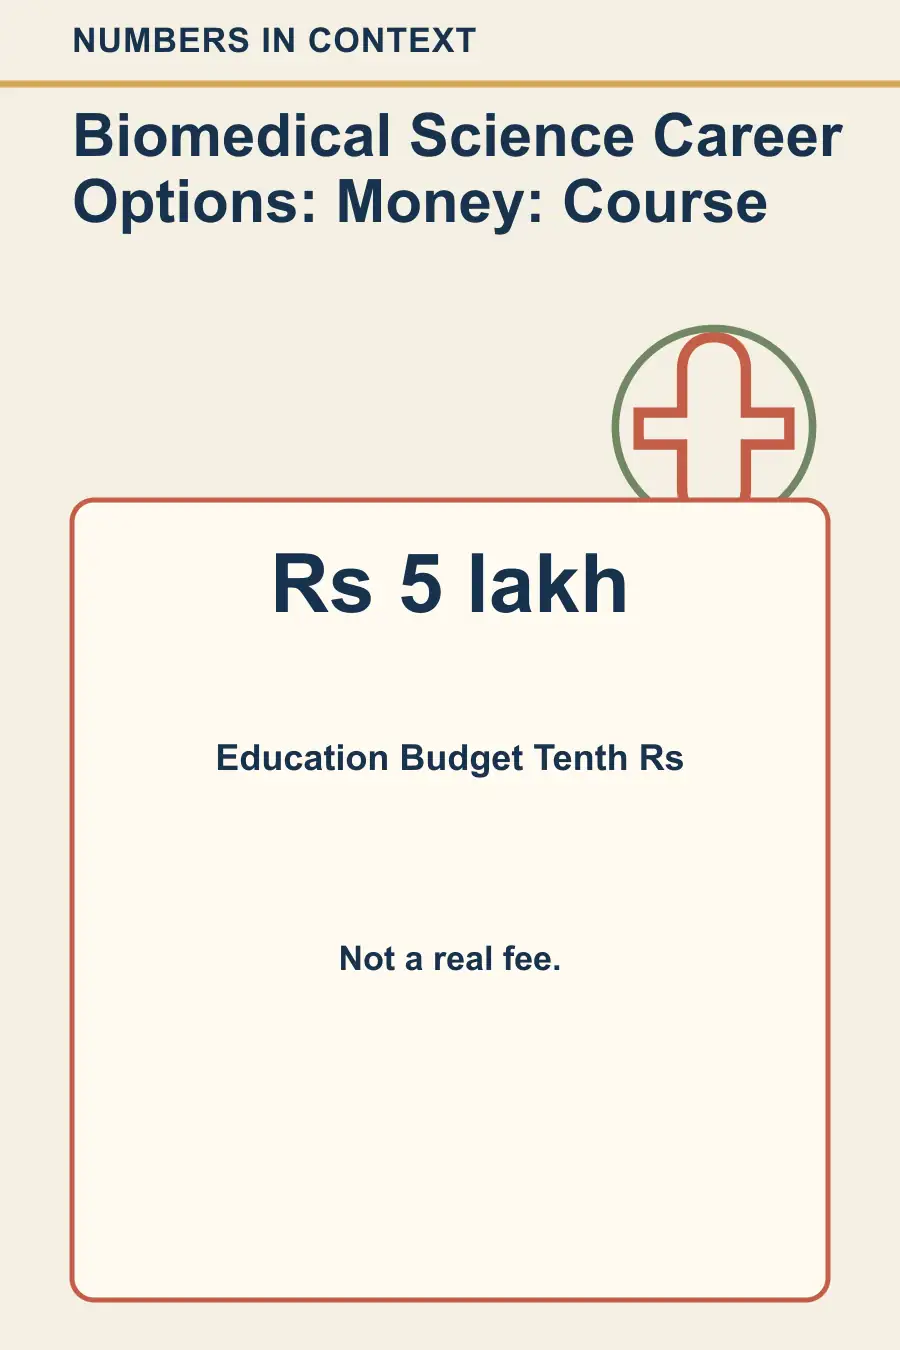 NUMBERS IN CONTEXT
Biomedical Science Career
Options: Money: Course
Rs 5 lakh
Education Budget Tenth Rs
Not a real fee.